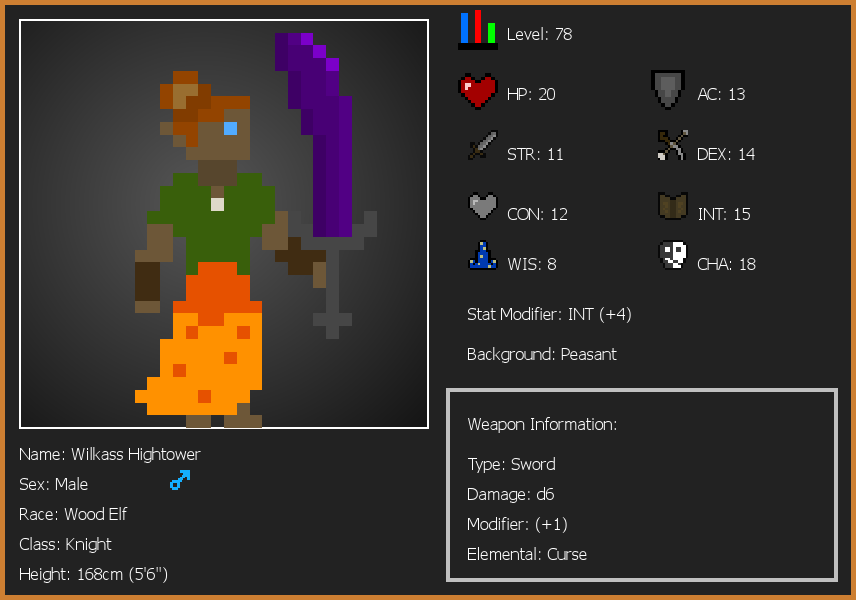 Level: 78
HP: 20
AC: 13
STR: 11
DEX: 14
CON: 12
INT: 15
WIS: 8
CHA: 18
Stat Modifier: INT (+4)
Background: Peasant
Weapon Information:
Type: Sword
Damage: d6
Modifier: (+1)
Elemental: Curse
Name: Wilkass Hightower
Sex: Male
Race: Wood Elf
Class: Knight
Height: 168cm (5'6")